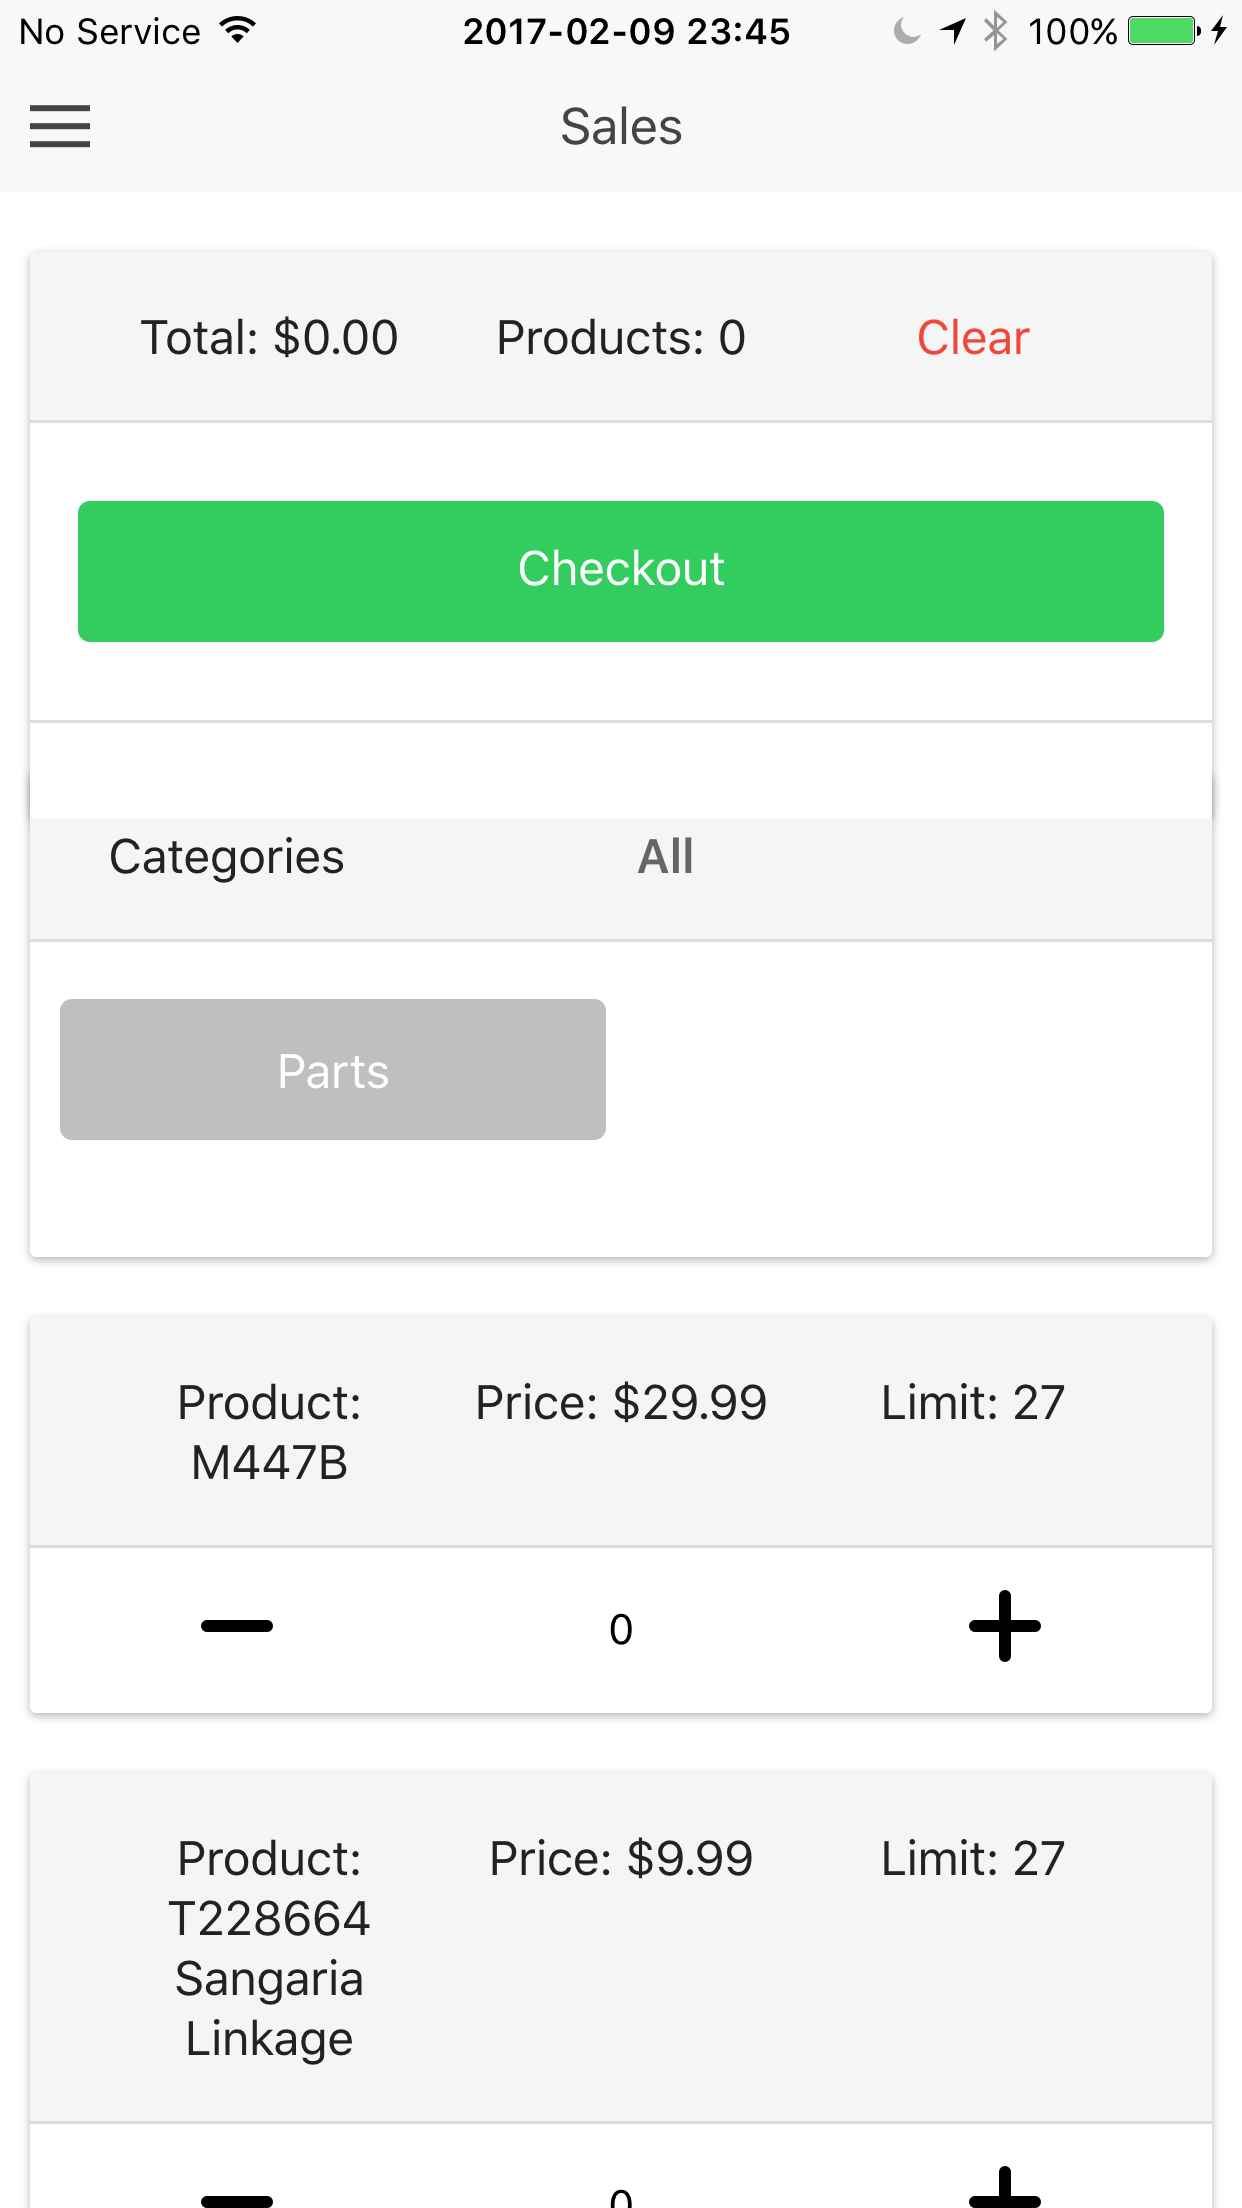 No Service 2017-02-09 23:45 100%
Sales
Total: $0.00 Products: 0 Clear
Checkout
Categories All
Parts
Product: Price: $29.99 Limit: 27
M447B
0
Product: Price: $9.99 Limit: 27
T228664
Sangaria
Linkage
0